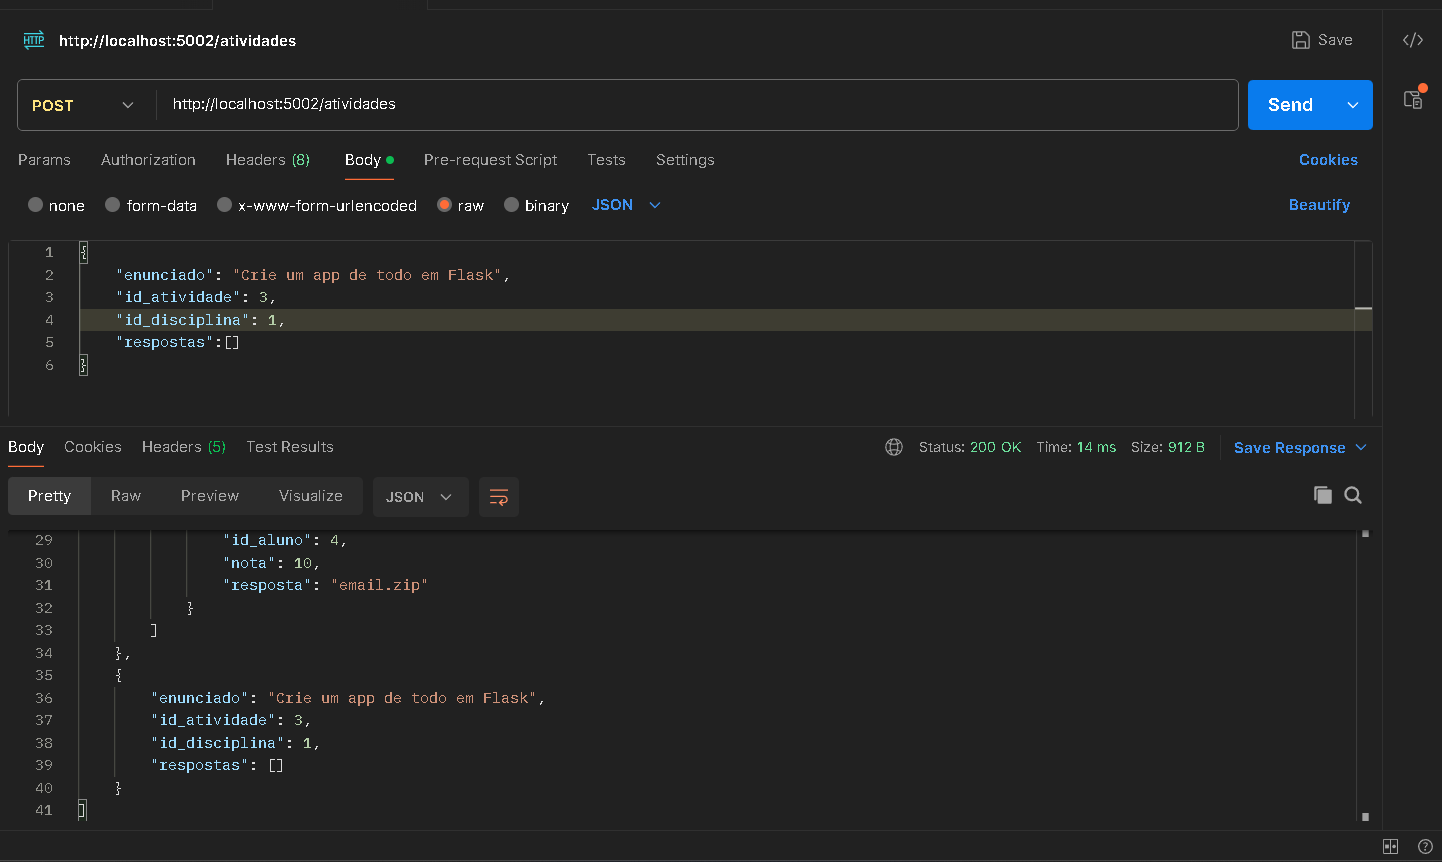 HTTP http://localhost:5002/atividades Save
POST http://localhost:5002/atividades Send
Params Authorization Headers (8) Body Pre-request Script Tests Settings Cookies
none form-data x-www-form-urlencoded raw binary JSON Beautify
1 {
2 "enunciado": "Crie um app de todo em Flask",
3 "id_atividade": 3,
4 "id_disciplina": 1,
5 "respostas":[]
6 }
Body Cookies Headers (5) Test Results Status: 200 OK Time: 14 ms Size: 912 B Save Response
Pretty Raw Preview Visualize JSON
29 "id_aluno": 4,
30 "nota": 10,
31 "resposta": "email.zip"
32 }
33 ]
34 },
35 {
36 "enunciado": "Crie um app de todo em Flask",
37 "id_atividade": 3,
38 "id_disciplina": 1,
39 "respostas": []
40 }
41 ]